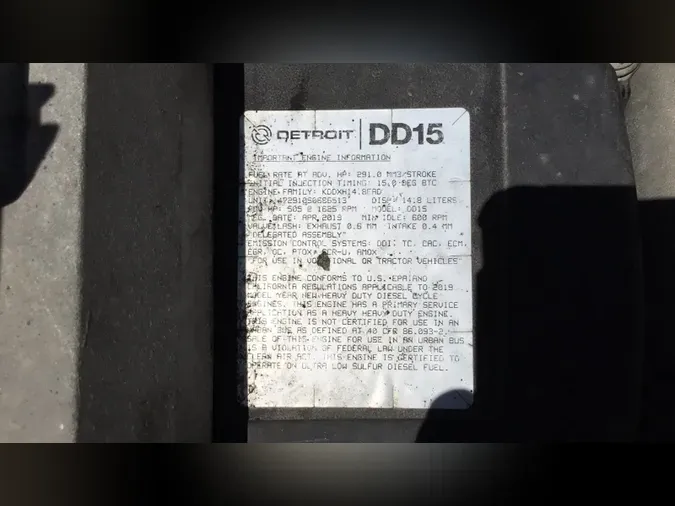 DETROIT DD15
IMPORTANT ENGINE INFORMATION
FUEL RATE AT ADV. HP: 291.0 MM3/STROKE
INITIAL INJECTION TIMING: 15.0 DEG BTC
ENGINE FAMILY: KDDXH14.8EAD
UNIT: 472910S0666513 DISP: 14.8 LITERS
HP: 505 @ 1625 RPM MODEL: DD15
MFG. DATE: APR 2019 MIN IDLE: 600 RPM
VALVE LASH: EXHAUST 0.6 MM INTAKE 0.4 MM
"DELEGATED ASSEMBLY"
EMISSION CONTROL SYSTEMS: DDI, TC, CAC, ECM,
EGR, OC, PTOX, SCR-U, AMOX
"FOR USE IN VOCATIONAL OR TRACTOR VEHICLES"
THIS ENGINE CONFORMS TO U.S. EPA AND
CALIFORNIA REGULATIONS APPLICABLE TO 2019
MODEL YEAR NEW HEAVY DUTY DIESEL CYCLE
ENGINES. THIS ENGINE HAS A PRIMARY SERVICE
APPLICATION AS A HEAVY HEAVY DUTY ENGINE.
THIS ENGINE IS NOT CERTIFIED FOR USE IN AN
URBAN BUS AS DEFINED AT 40 CFR 86.093-2.
SALE OF THIS ENGINE FOR USE IN AN URBAN BUS
IS A VIOLATION OF FEDERAL LAW UNDER THE
CLEAN AIR ACT. THIS ENGINE IS CERTIFIED TO
OPERATE ON ULTRA LOW SULFUR DIESEL FUEL.